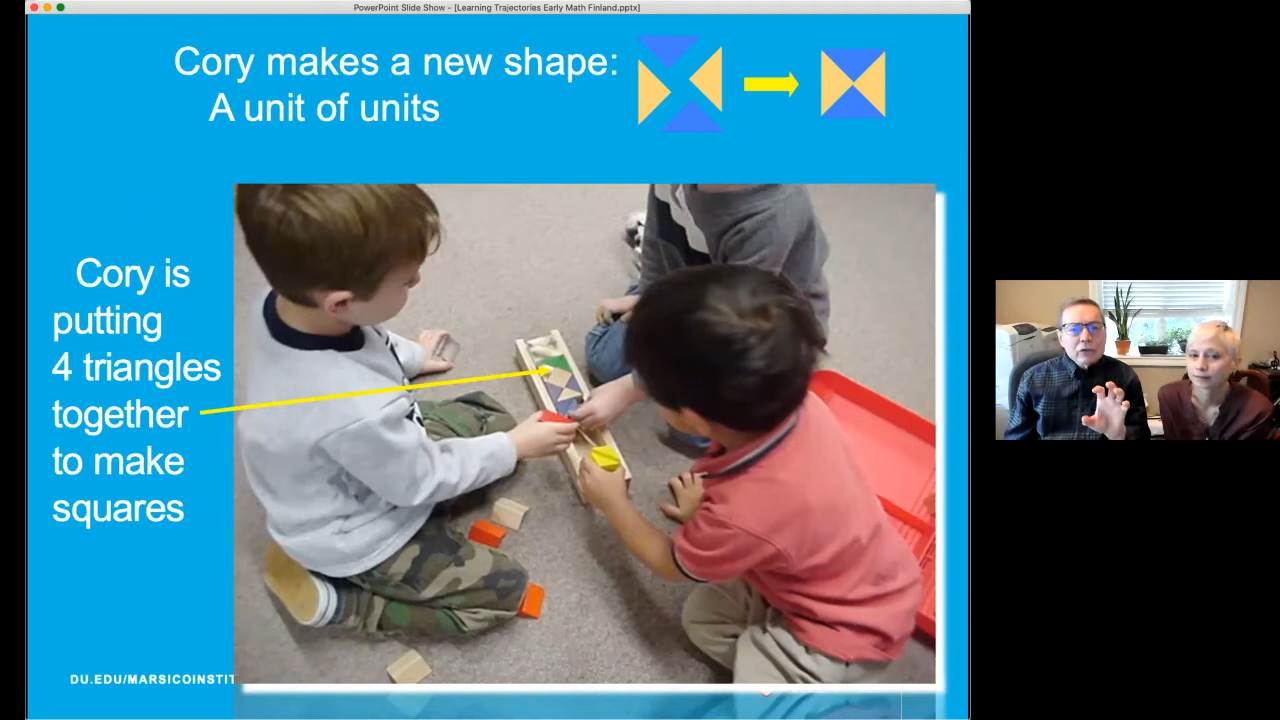 PowerPoint Slide Show - [Learning Trajectories Early Math Finland.pptx]
Cory makes a new shape:
A unit of units
Cory is
putting
4 triangles
together
to make
squares
DU.EDU/MARSICOINSTIT